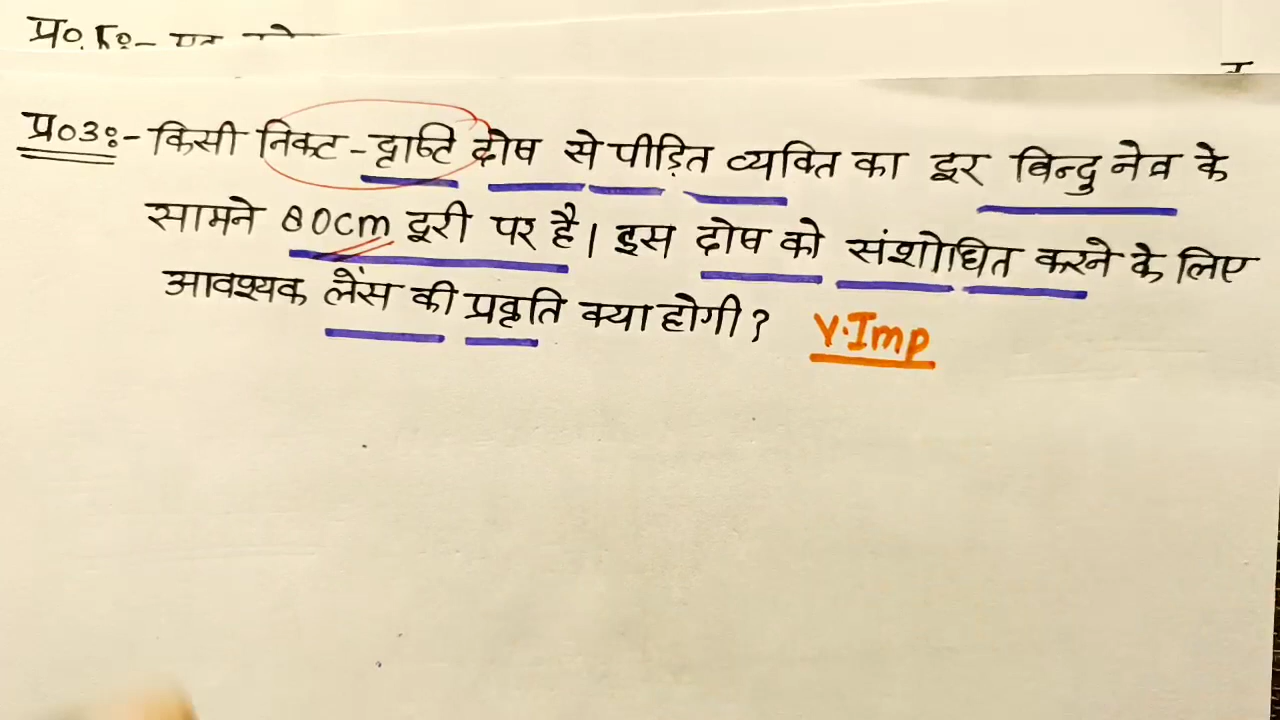 प्र०3:- किसी निकट-दृष्टि दोष से पीड़ित व्यक्ति का दूर बिन्दु नेत्र के
सामने 80cm दूरी पर है। इस दोष को संशोधित करने के लिए
आवश्यक लेंस की प्रकृति क्या होगी?
V.Imp